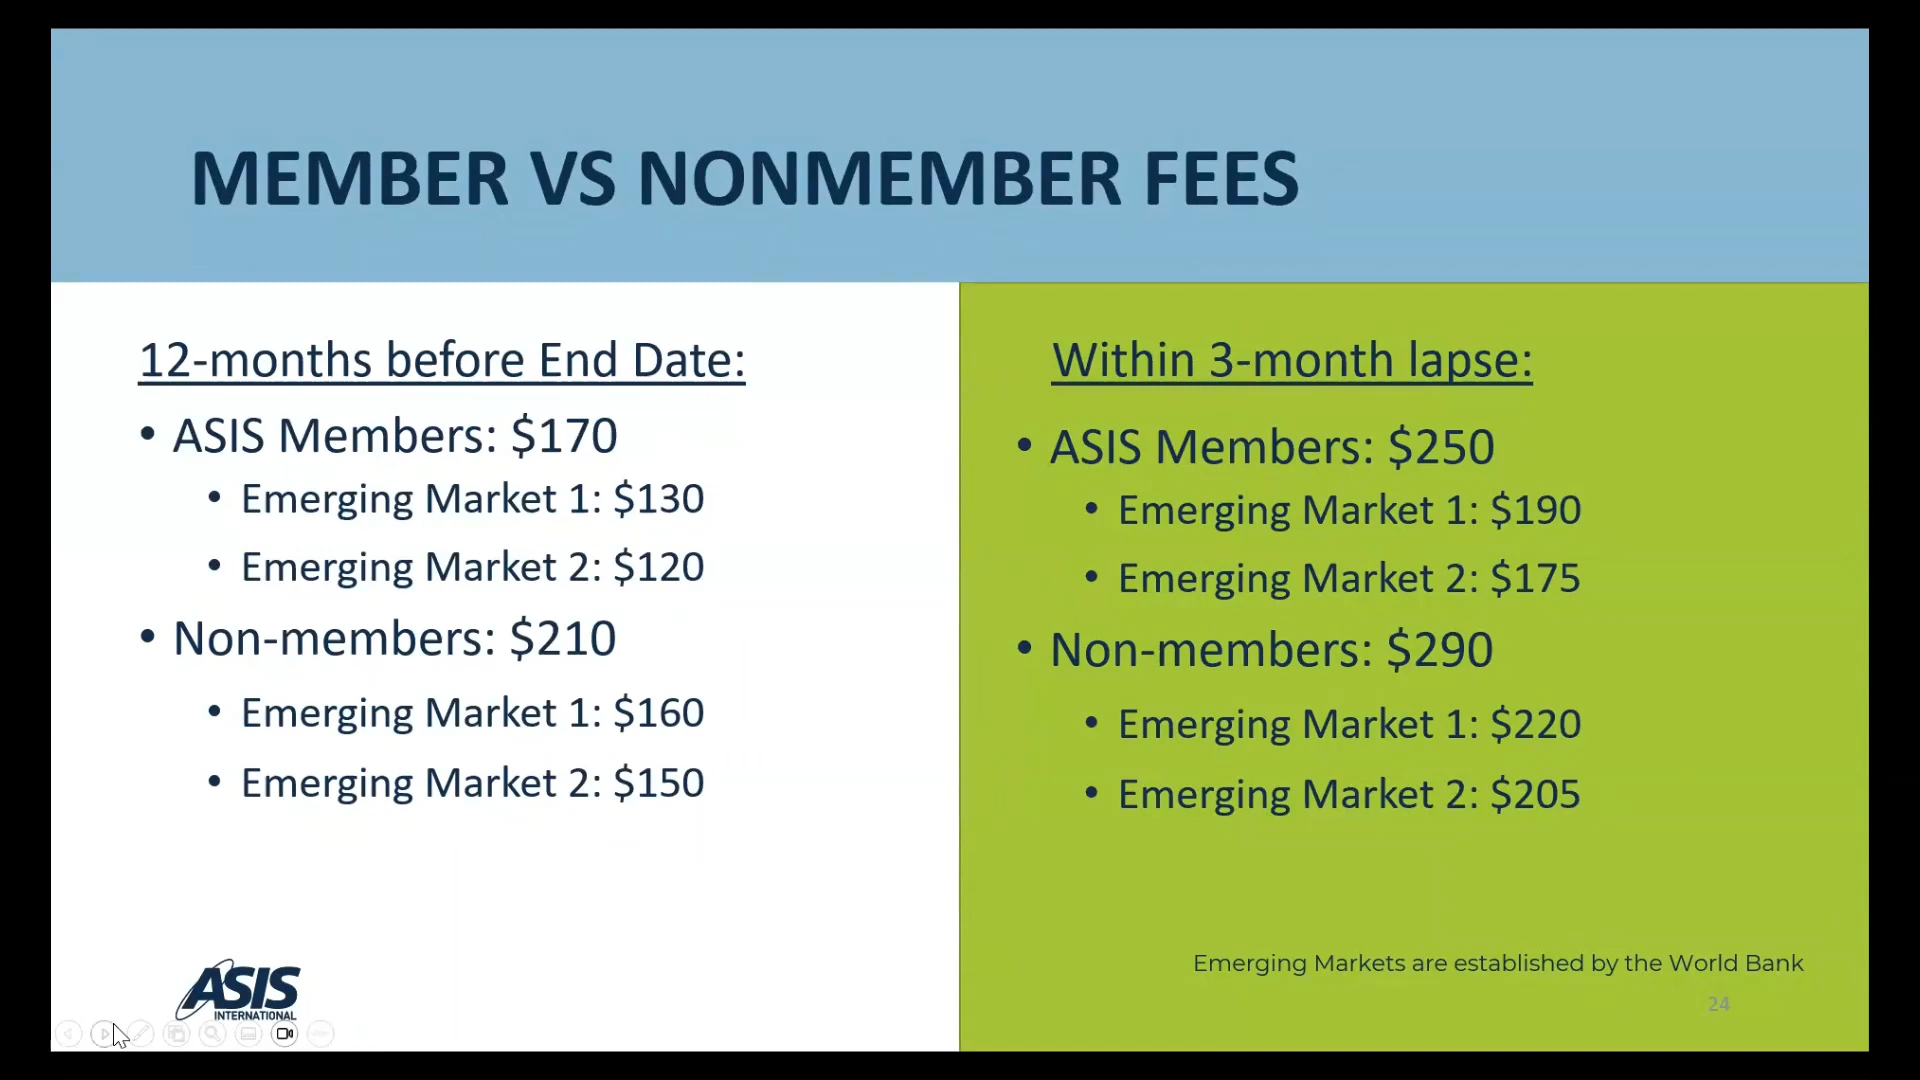 MEMBER VS NONMEMBER FEES
12-months before End Date:
• ASIS Members: $170
• Emerging Market 1: $130
• Emerging Market 2: $120
• Non-members: $210
• Emerging Market 1: $160
• Emerging Market 2: $150
Within 3-month lapse:
• ASIS Members: $250
• Emerging Market 1: $190
• Emerging Market 2: $175
• Non-members: $290
• Emerging Market 1: $220
• Emerging Market 2: $205
Emerging Markets are established by the World Bank
24
ASIS
INTERNATIONAL